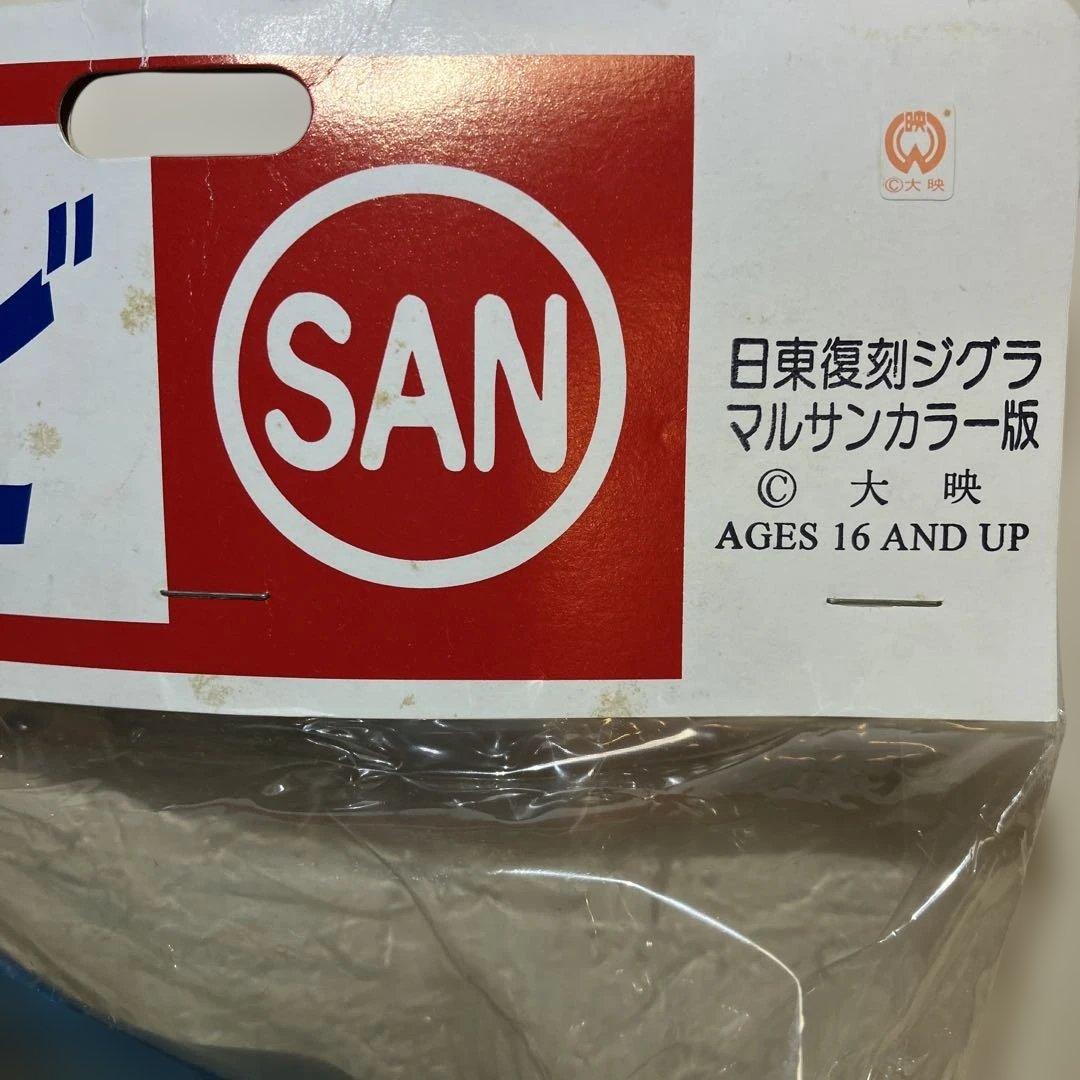 ビ
SAN
映
©大映
日東復刻ジグラ
マルサンカラー版
© 大 映
AGES 16 AND UP